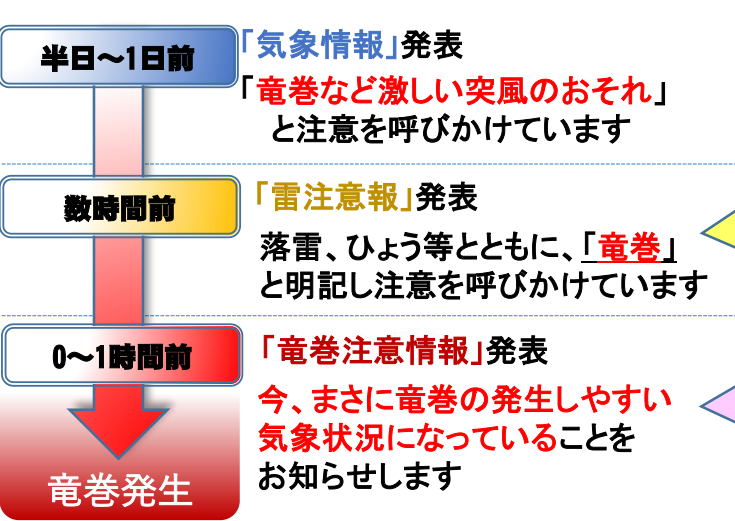 半日～1日前
「気象情報」発表
「竜巻など激しい突風のおそれ」
と注意を呼びかけています
数時間前
「雷注意報」発表
落雷、ひょう等とともに、「竜巻」
と明記し注意を呼びかけています
0～1時間前
「竜巻注意情報」発表
今、まさに竜巻の発生しやすい
気象状況になっていることを
お知らせします
竜巻発生